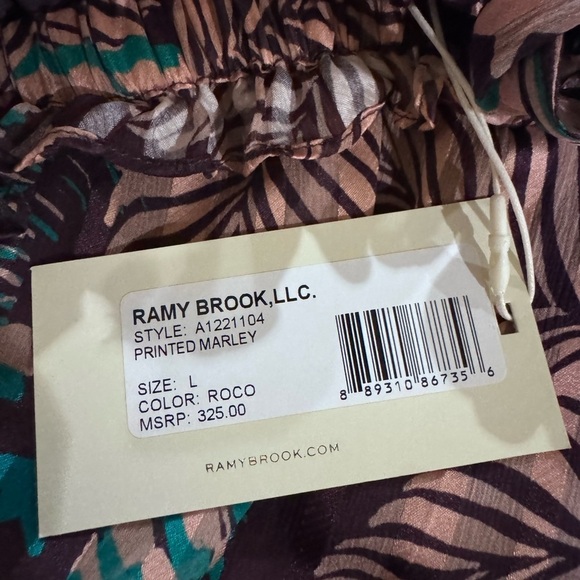 RAMY BROOK,LLC.
STYLE: A1221104
PRINTED MARLEY
SIZE: L
COLOR: ROCO
MSRP: 325.00
8 89310 86735 6
RAMYBROOK.COM